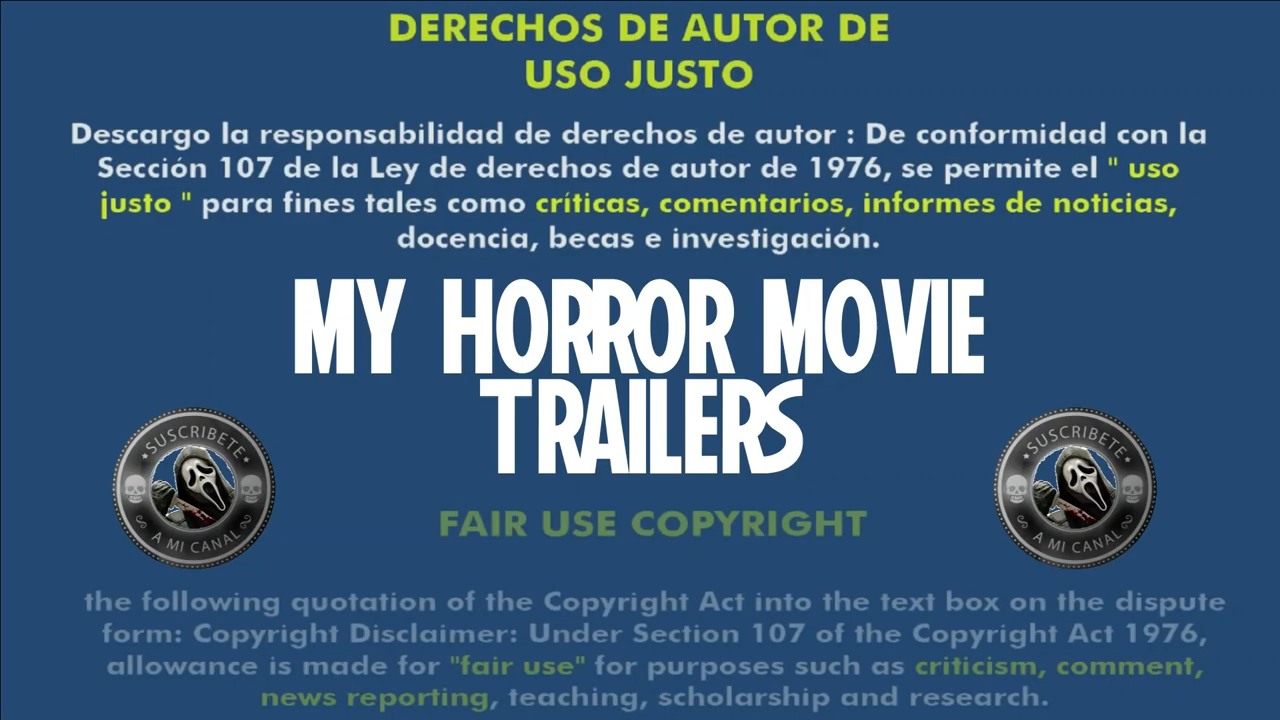 DERECHOS DE AUTOR DE
USO JUSTO
Descargo la responsabilidad de derechos de autor : De conformidad con la
Sección 107 de la Ley de derechos de autor de 1976, se permite el " uso
justo " para fines tales como críticas, comentarios, informes de noticias,
docencia, becas e investigación.
MY HORROR MOVIE
TRAILERS
SUSCRIBETE
A MI CANAL
SUSCRIBETE
A MI CANAL
FAIR USE COPYRIGHT
the following quotation of the Copyright Act into the text box on the dispute
form: Copyright Disclaimer: Under Section 107 of the Copyright Act 1976,
allowance is made for "fair use" for purposes such as criticism, comment,
news reporting, teaching, scholarship and research.